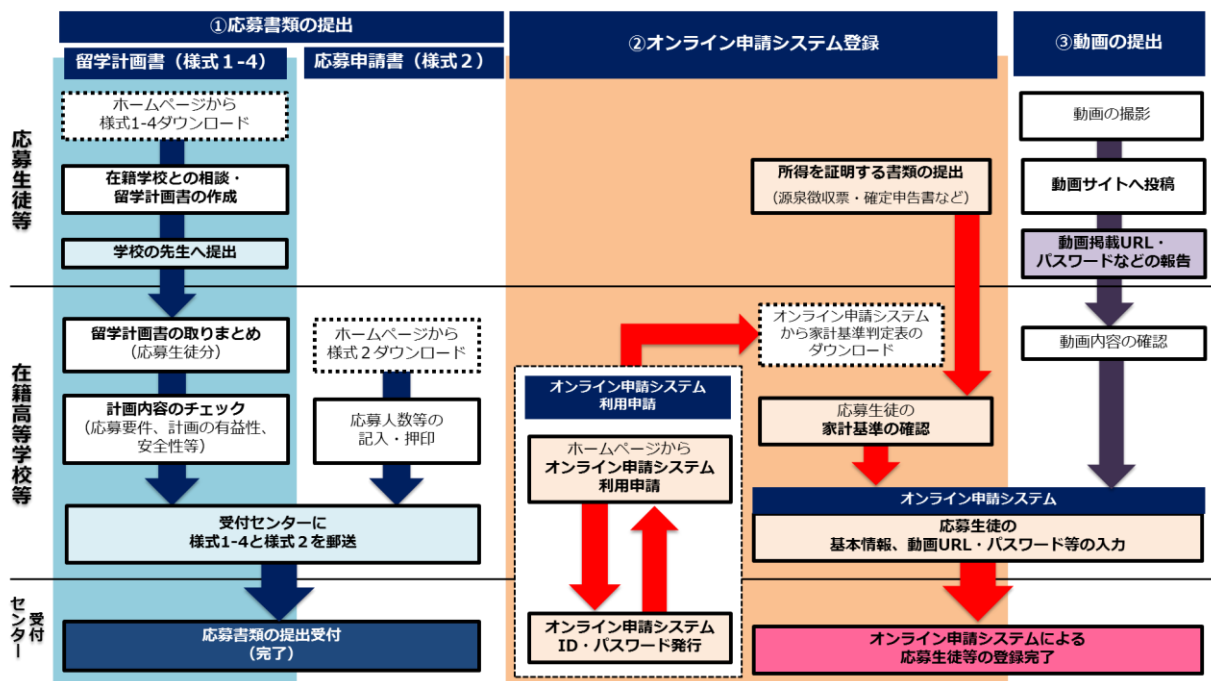 ①応募書類の提出
②オンライン申請システム登録
③動画の提出
留学計画書（様式１-4）
応募申請書（様式２）
応募生徒等
ホームページから
様式1-4ダウンロード
在籍学校との相談・
留学計画書の作成
学校の先生へ提出
所得を証明する書類の提出
（源泉徴収票・確定申告書など）
動画の撮影
動画サイトへ投稿
動画掲載URL・
パスワードなどの報告
在籍高等学校等
留学計画書の取りまとめ
（応募生徒分）
計画内容のチェック
（応募要件、計画の有益性、
安全性等）
ホームページから
様式２ダウンロード
応募人数等の
記入・押印
受付センターに
様式1-4と様式２を郵送
オンライン申請システム
利用申請
ホームページから
オンライン申請システム
利用申請
オンライン申請システム
から家計基準判定表の
ダウンロード
応募生徒の
家計基準の確認
動画内容の確認
オンライン申請システム
応募生徒の
基本情報、動画URL・パスワード等の入力
受付
センター
応募書類の提出受付
（完了）
オンライン申請システム
ID・パスワード発行
オンライン申請システムによる
応募生徒等の登録完了